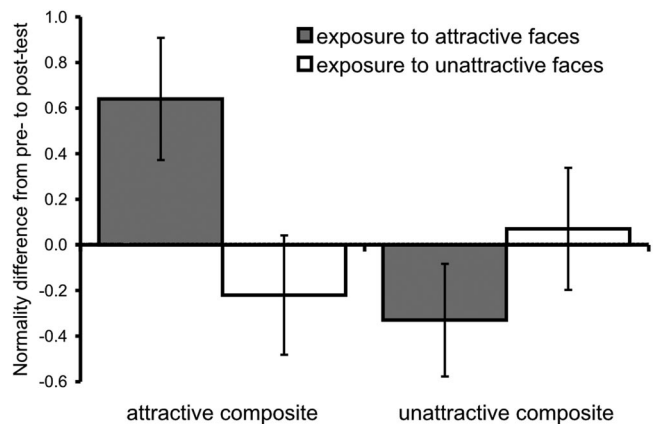 Normality difference from pre- to post-test
1.0
0.8
0.6
0.4
0.2
0.0
-0.2
-0.4
-0.6
exposure to attractive faces
exposure to unattractive faces
attractive composite
unattractive composite